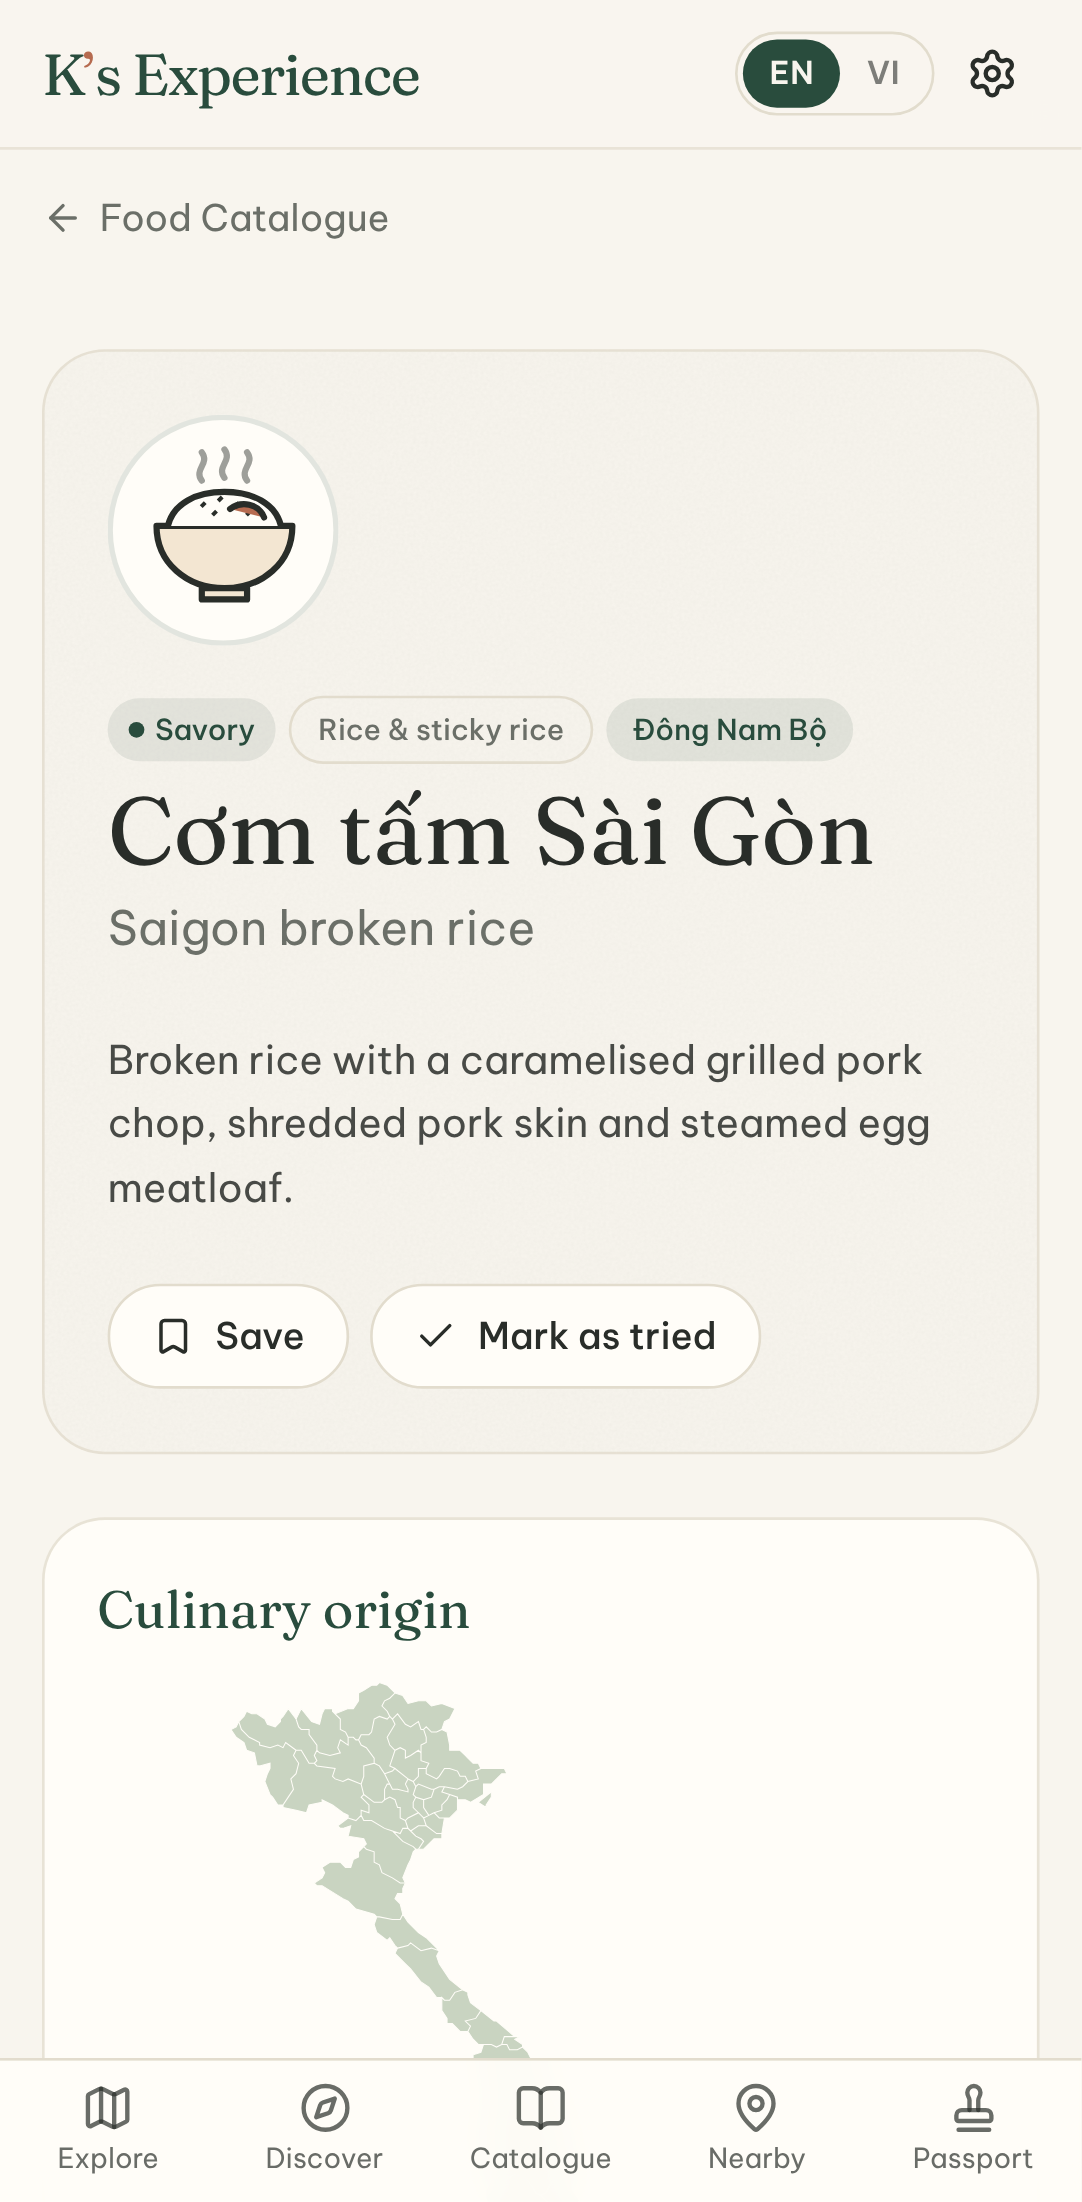 K's Experience
EN VI
Food Catalogue
Savory
Rice & sticky rice
Đông Nam Bộ
Cơm tấm Sài Gòn
Saigon broken rice
Broken rice with a caramelised grilled pork
chop, shredded pork skin and steamed egg
meatloaf.
Save
Mark as tried
Culinary origin
Explore
Discover
Catalogue
Nearby
Passport